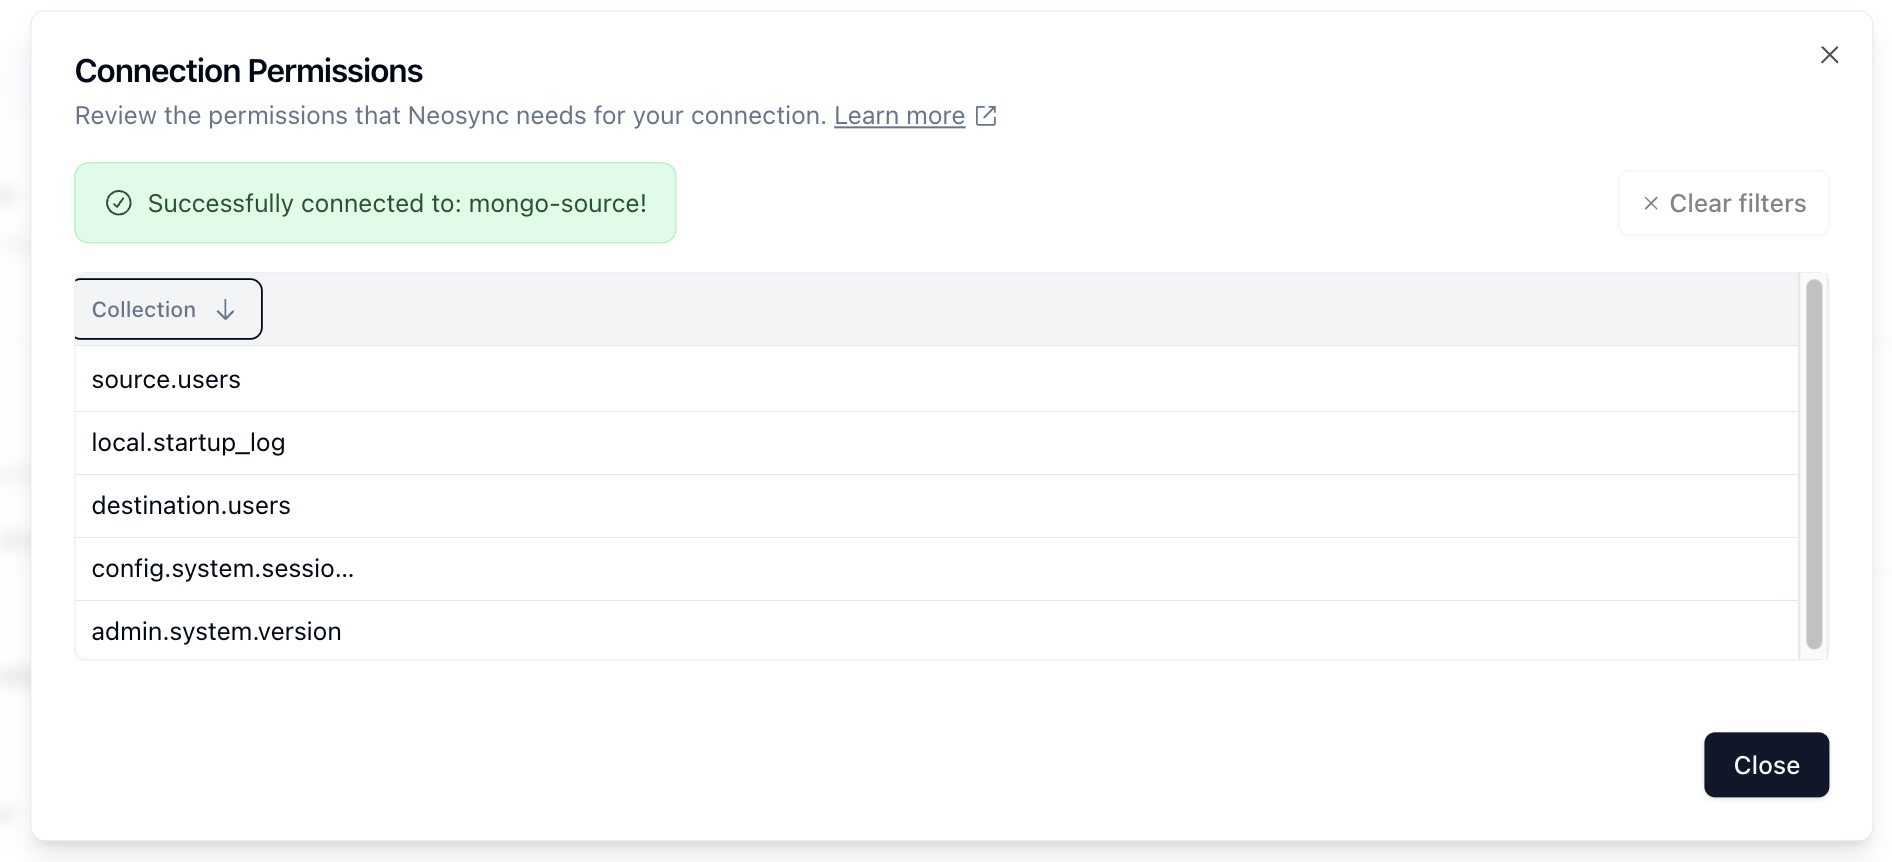 Connection Permissions
Review the permissions that Neosync needs for your connection. Learn more
Successfully connected to: mongo-source!
Clear filters
Collection
source.users
local.startup_log
destination.users
config.system.sessio...
admin.system.version
Close